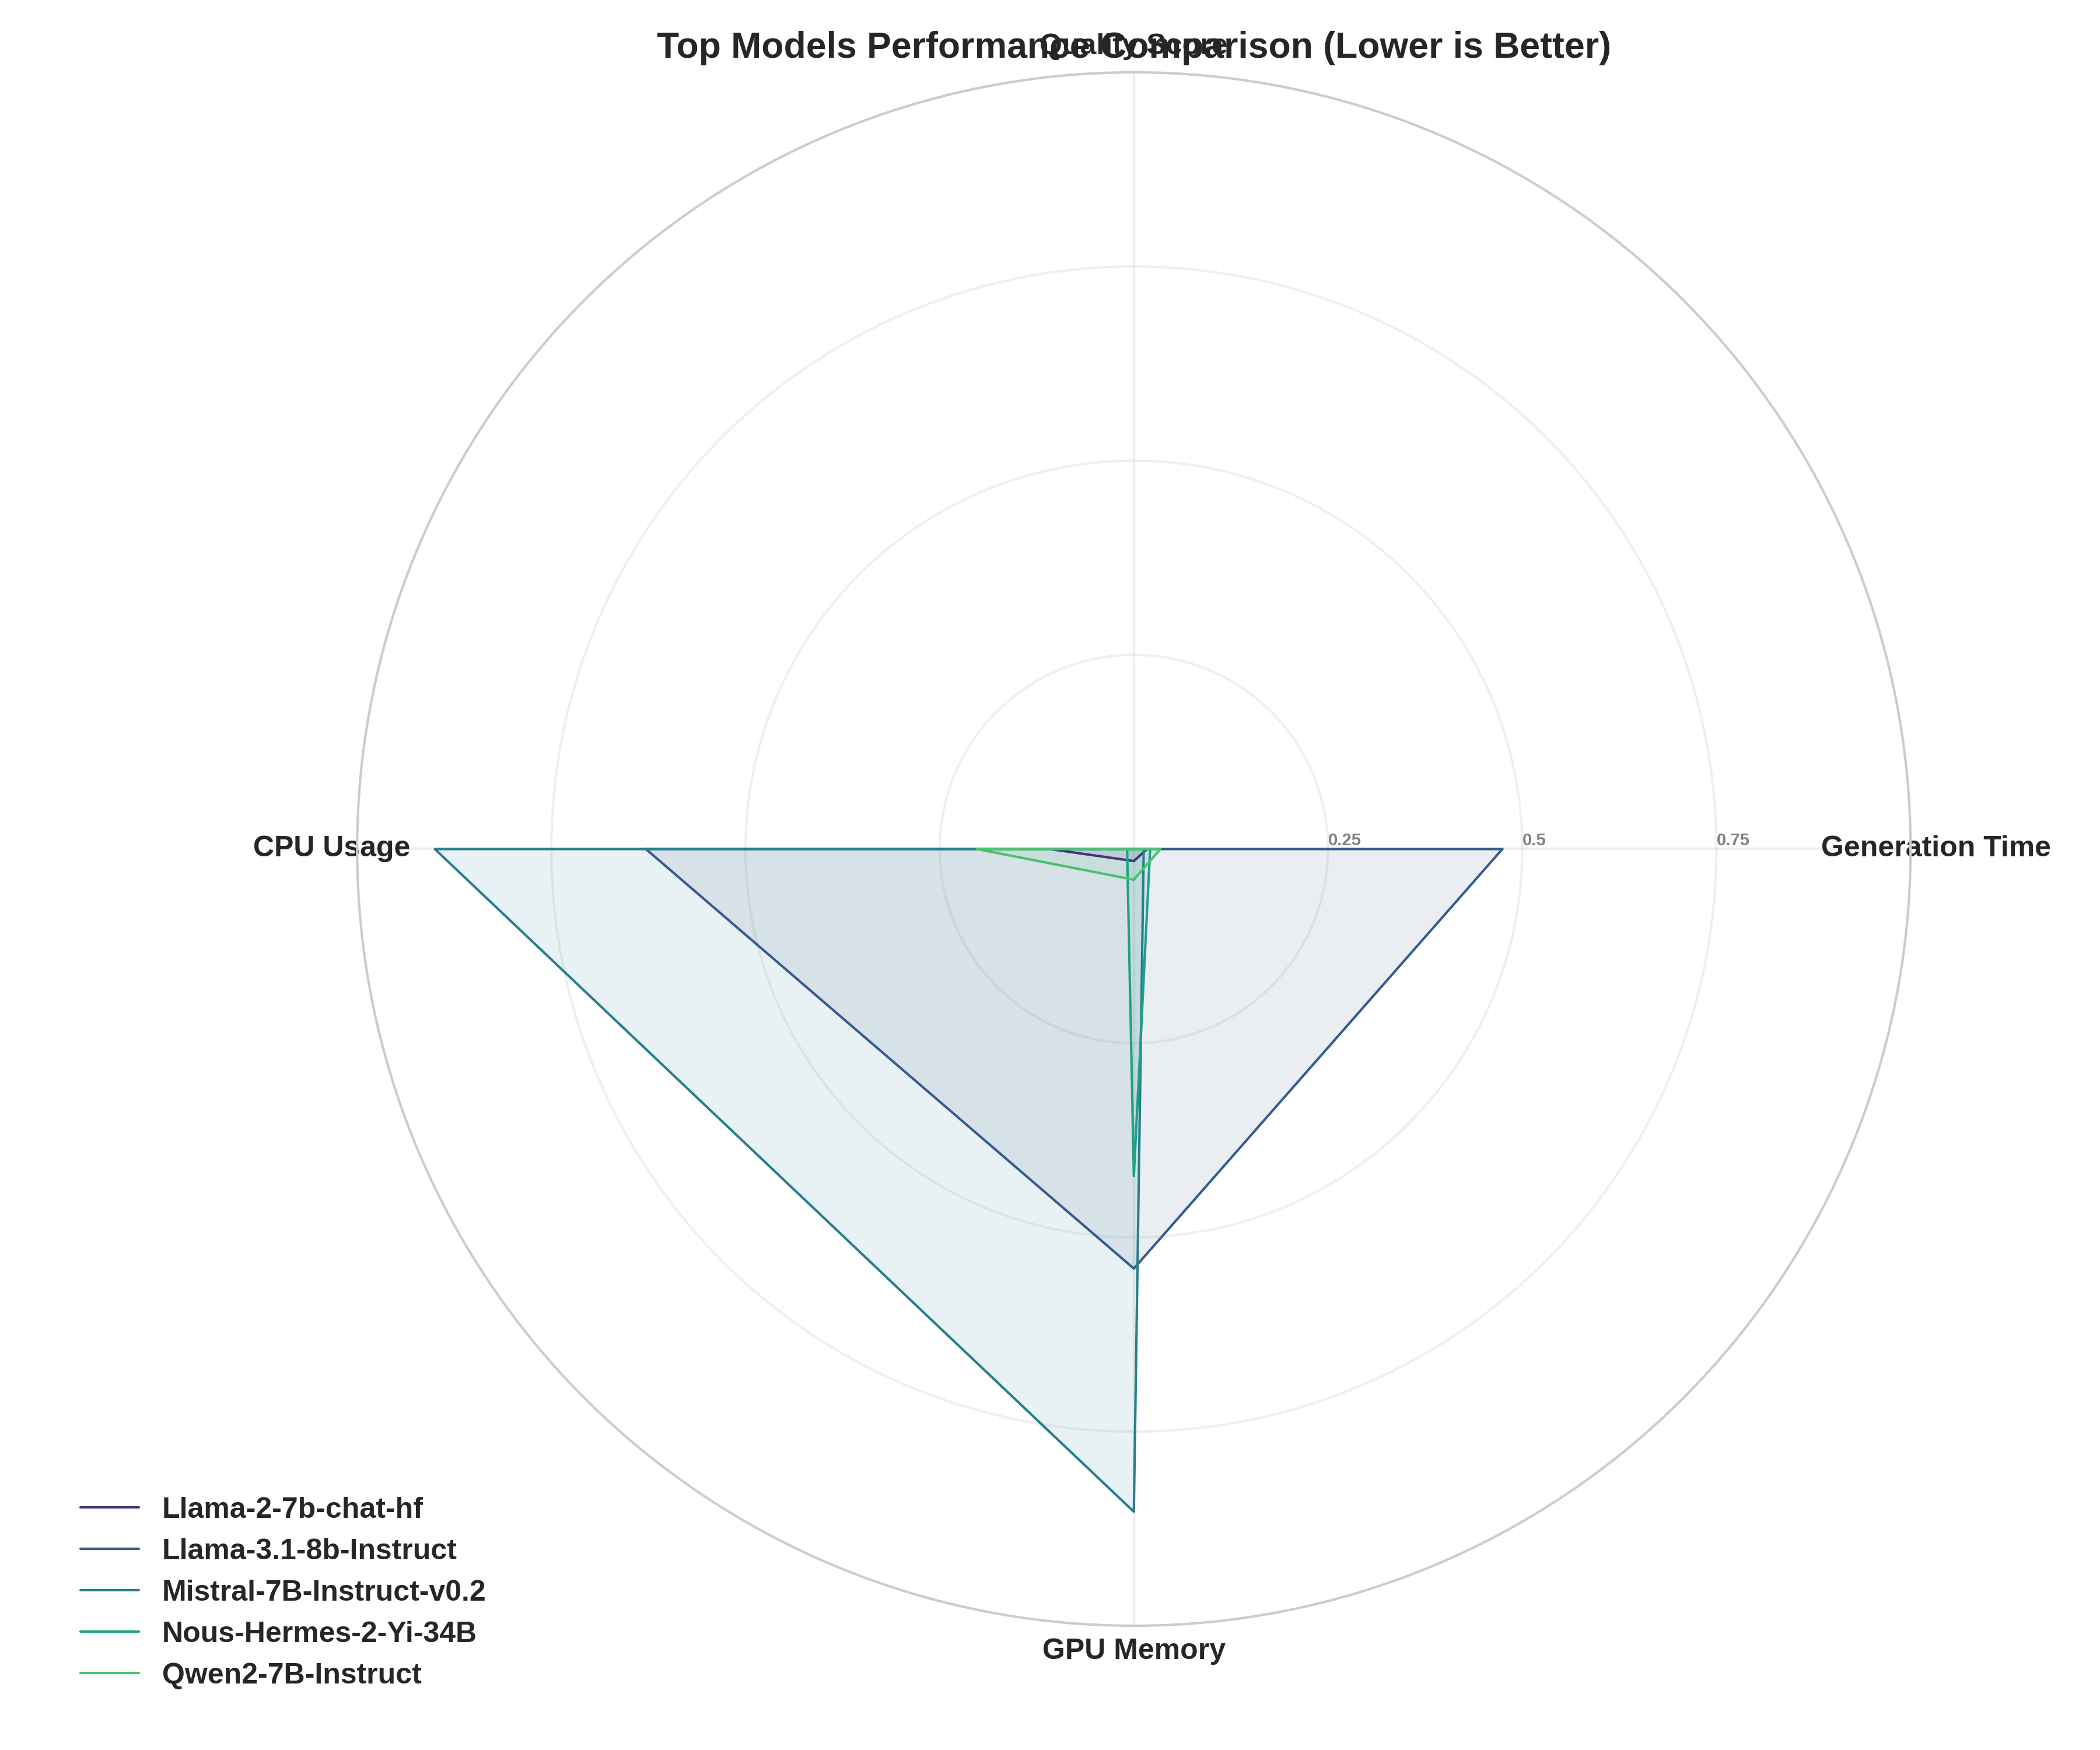 Top Models Performance Comparison (Lower is Better)
Quality Score
0.25
0.5
0.75
CPU Usage
Generation Time
GPU Memory
Llama-2-7b-chat-hf
Llama-3.1-8b-Instruct
Mistral-7B-Instruct-v0.2
Nous-Hermes-2-Yi-34B
Qwen2-7B-Instruct